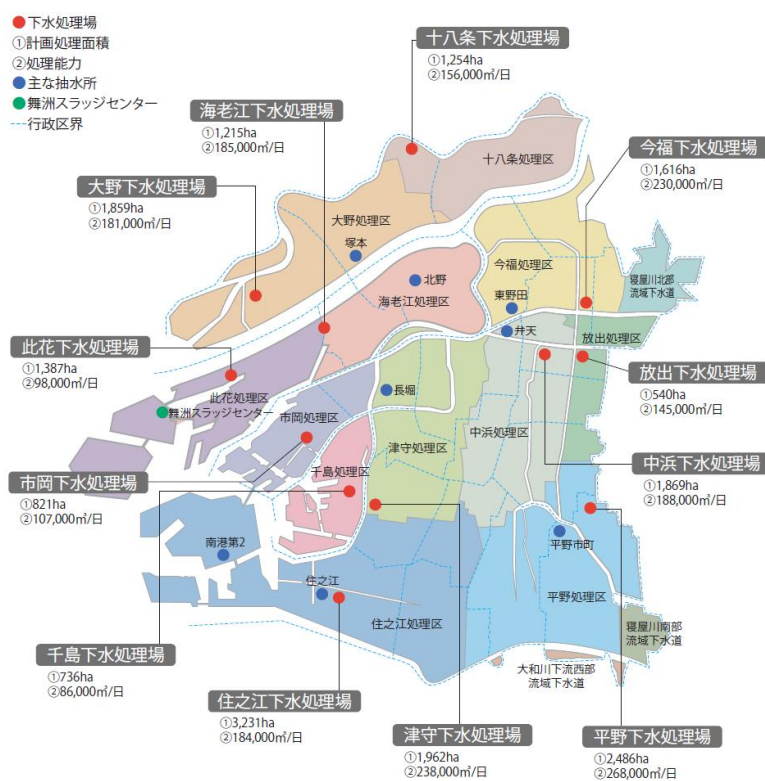 下水処理場
①計画処理面積
②処理能力
主な抽水所
舞洲スラッジセンター
行政区界
十八条下水処理場
①1,254ha
②156,000㎥/日
海老江下水処理場
①1,215ha
②185,000㎥/日
今福下水処理場
①1,616ha
②230,000㎥/日
大野下水処理場
①1,859ha
②181,000㎥/日
十八条処理区
大野処理区
塚本
今福処理区
北野
海老江処理区
東野田
寝屋川北部
流域下水道
弁天
放出処理区
此花下水処理場
①1,387ha
②98,000㎥/日
此花処理区
舞洲スラッジセンター
長堀
市岡処理区
放出下水処理場
①540ha
②145,000㎥/日
津守処理区
中浜処理区
千島処理区
中浜下水処理場
①1,869ha
②188,000㎥/日
市岡下水処理場
①821ha
②107,000㎥/日
南港第2
平野市町
住之江
平野処理区
住之江処理区
寝屋川南部
流域下水道
千島下水処理場
①736ha
②86,000㎥/日
大和川下流西部
流域下水道
住之江下水処理場
①3,231ha
②184,000㎥/日
津守下水処理場
①1,962ha
②238,000㎥/日
平野下水処理場
①2,486ha
②268,000㎥/日